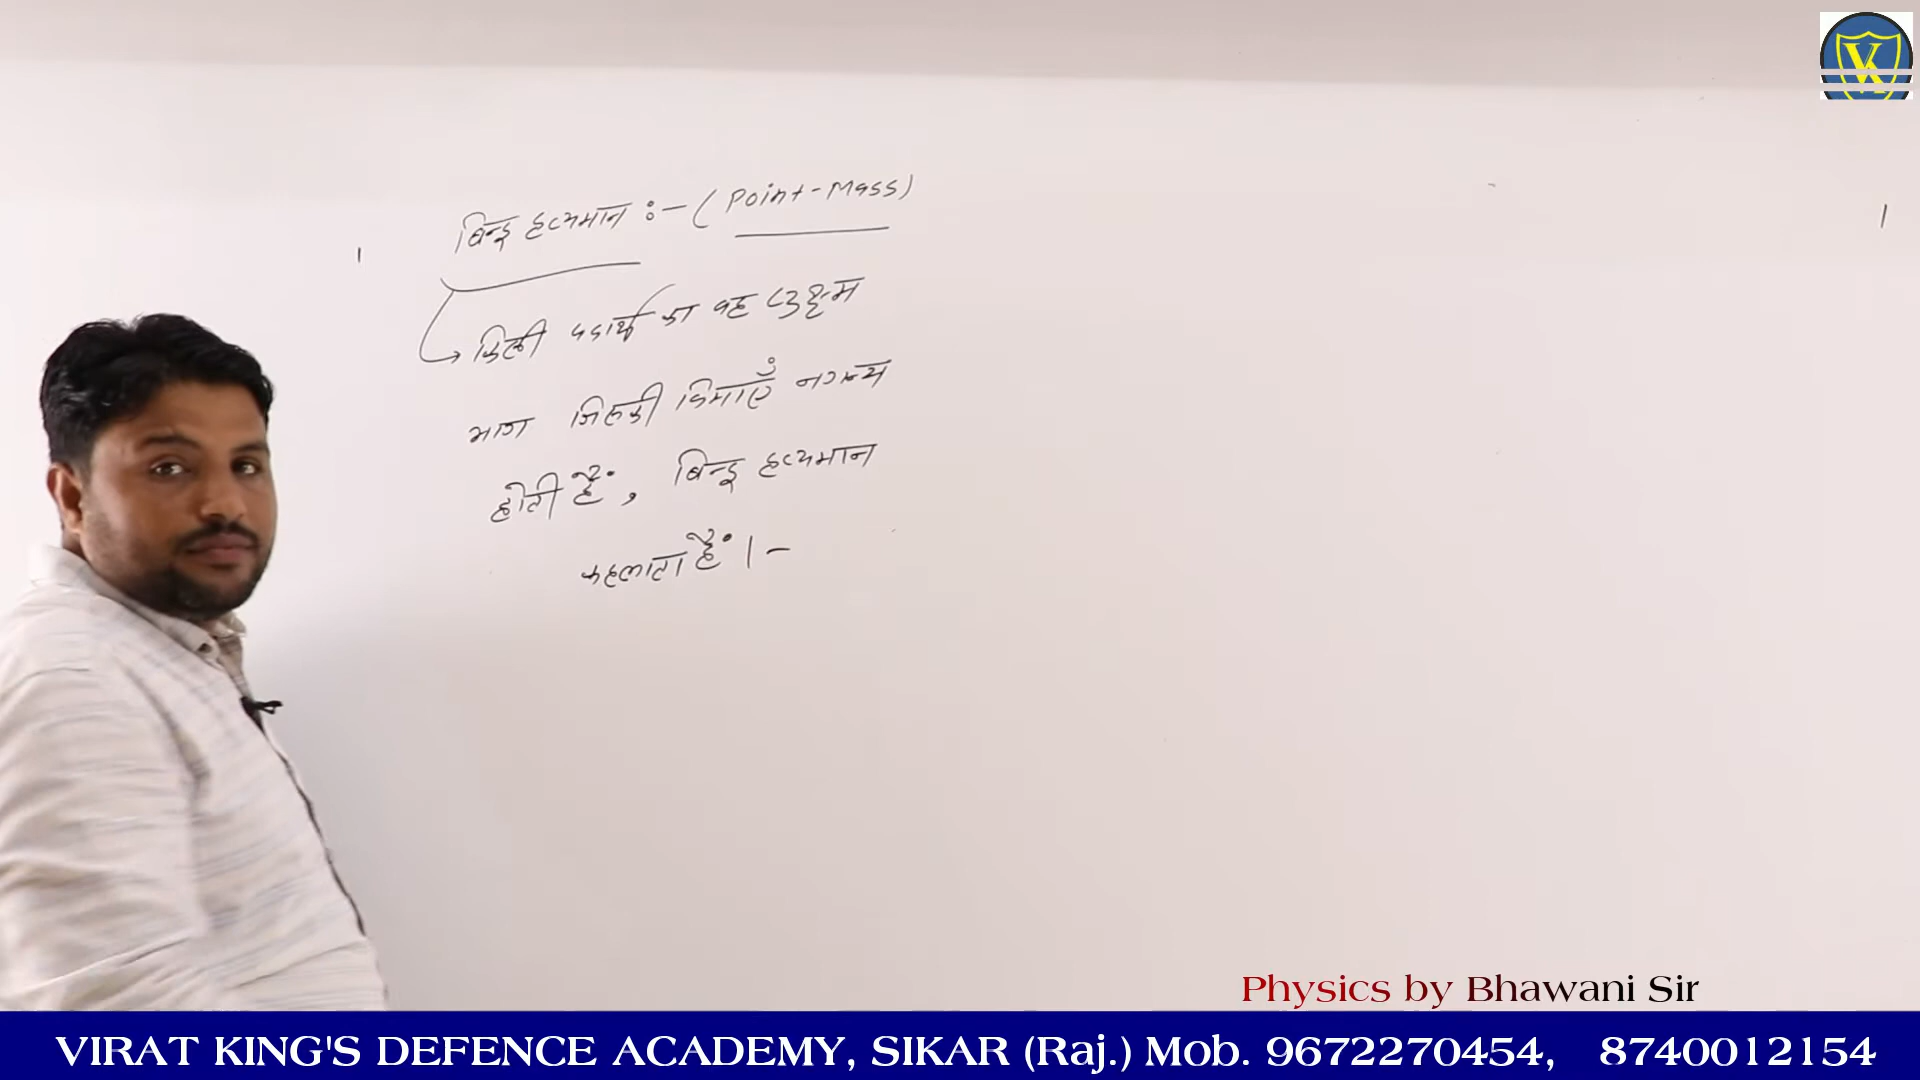 बिन्दु द्रव्यमान :- (Point-Mass)
→ किसी पदार्थ का वह सूक्ष्म
भाग जिसकी विमाएँ नगण्य
होती हैं, बिन्दु द्रव्यमान
कहलाता हैं।-
Physics by Bhawani Sir
VIRAT KING'S DEFENCE ACADEMY, SIKAR (Raj.) Mob. 9672270454, 8740012154